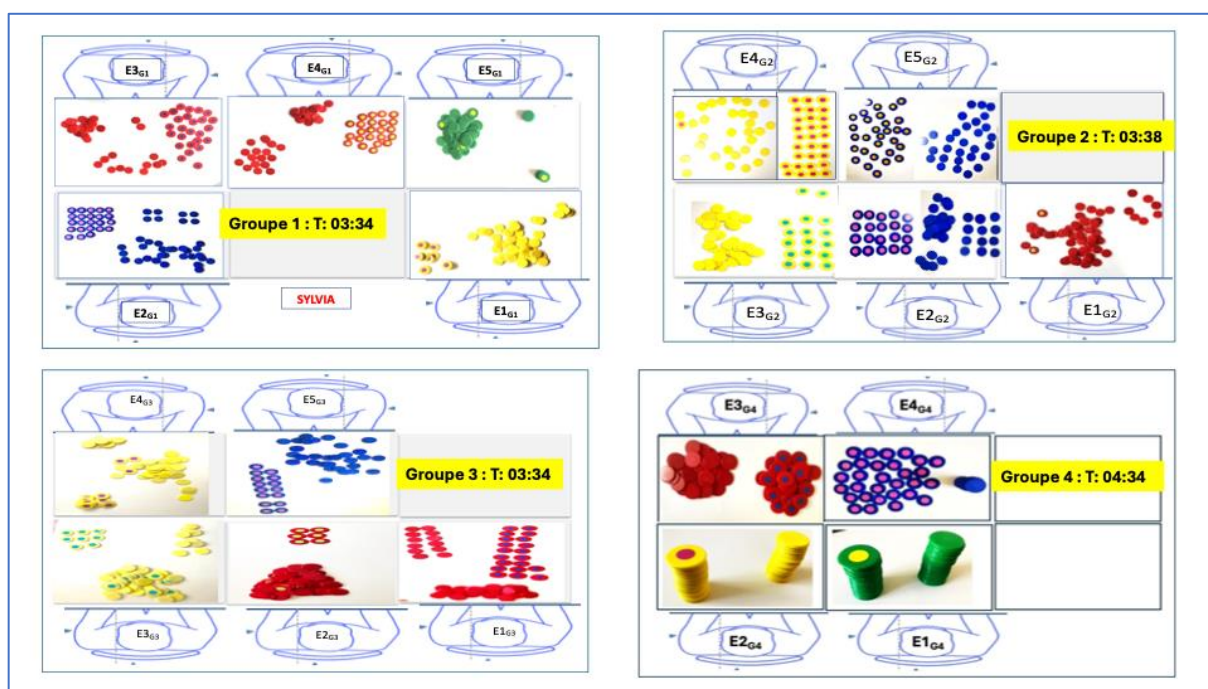 E3G1
E4G1
E5G1
Groupe 1 : T: 03:34
E2G1
SYLVIA
E1G1
E4G2
E5G2
Groupe 2 : T: 03:38
E3G2
E2G2
E1G2
E4G3
E5G3
Groupe 3 : T: 03:34
E3G3
E2G3
E1G3
E3G4
E4G4
Groupe 4 : T: 04:34
E2G4
E1G4